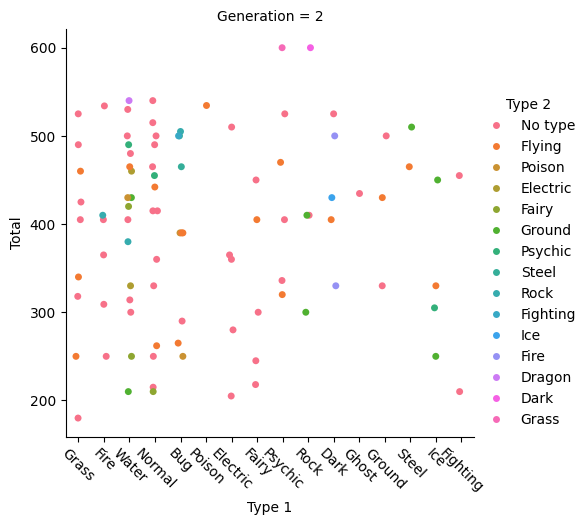 Generation = 2
600
500
400
300
200
Total
Grass
Fire
Water
Normal
Bug
Poison
Electric
Fairy
Psychic
Rock
Dark
Ghost
Ground
Steel
Ice
Fighting
Type 1
Type 2
No type
Flying
Poison
Electric
Fairy
Ground
Psychic
Steel
Rock
Fighting
Ice
Fire
Dragon
Dark
Grass